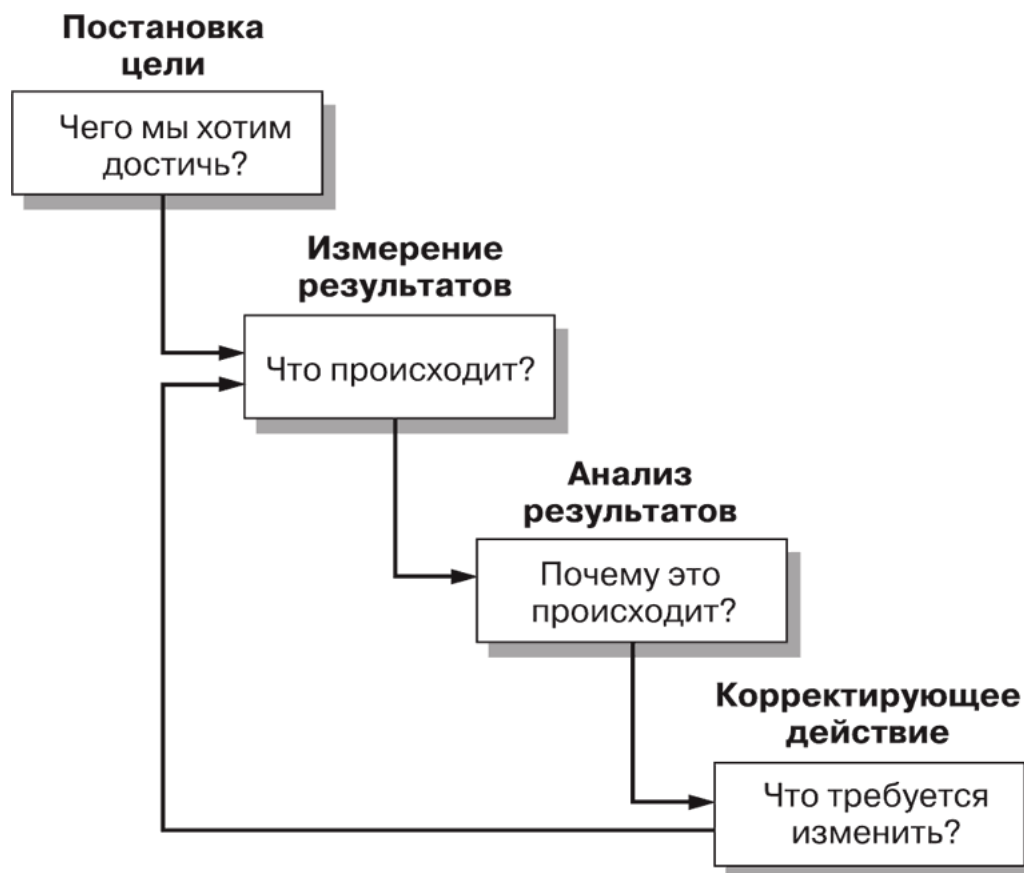 Постановка
цели
Чего мы хотим
достичь?
Измерение
результатов
Что происходит?
Анализ
результатов
Почему это
происходит?
Корректирующее
действие
Что требуется
изменить?